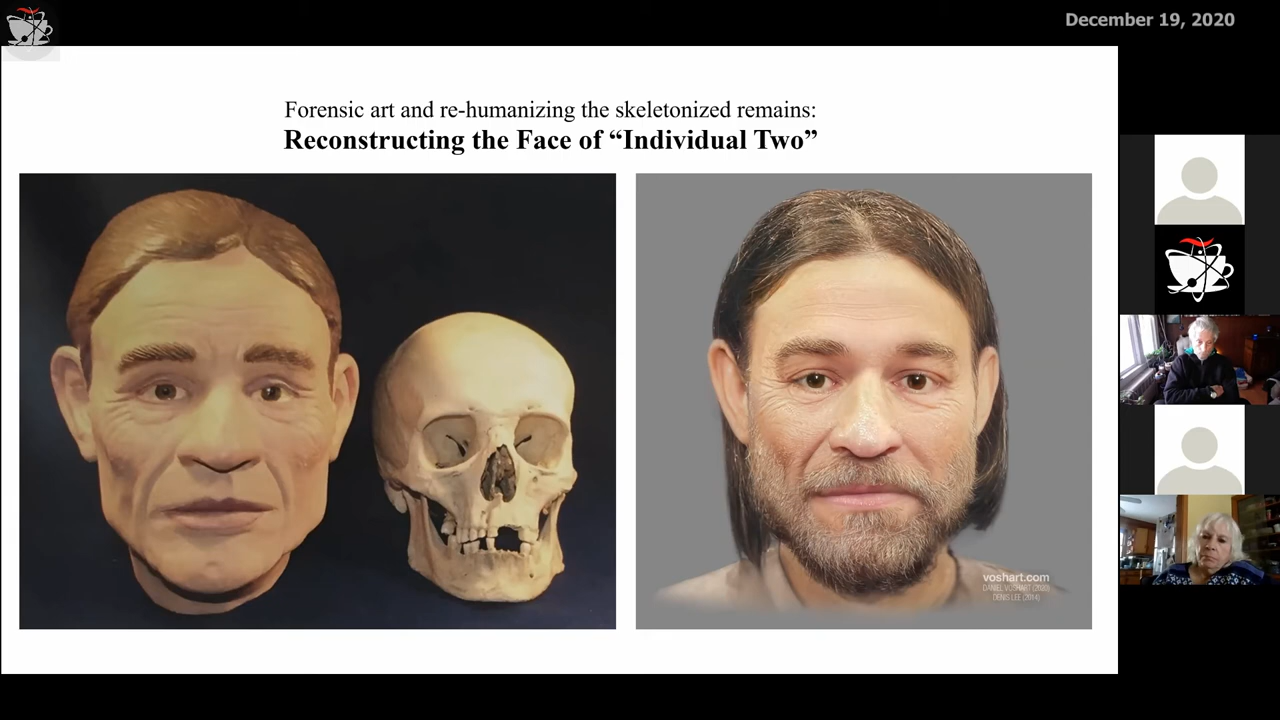 December 19, 2020
Forensic art and re-humanizing the skeletonized remains:
Reconstructing the Face of “Individual Two”
voshart.com
DANIEL VOSHART (2020)
DENIS LEE (2014)